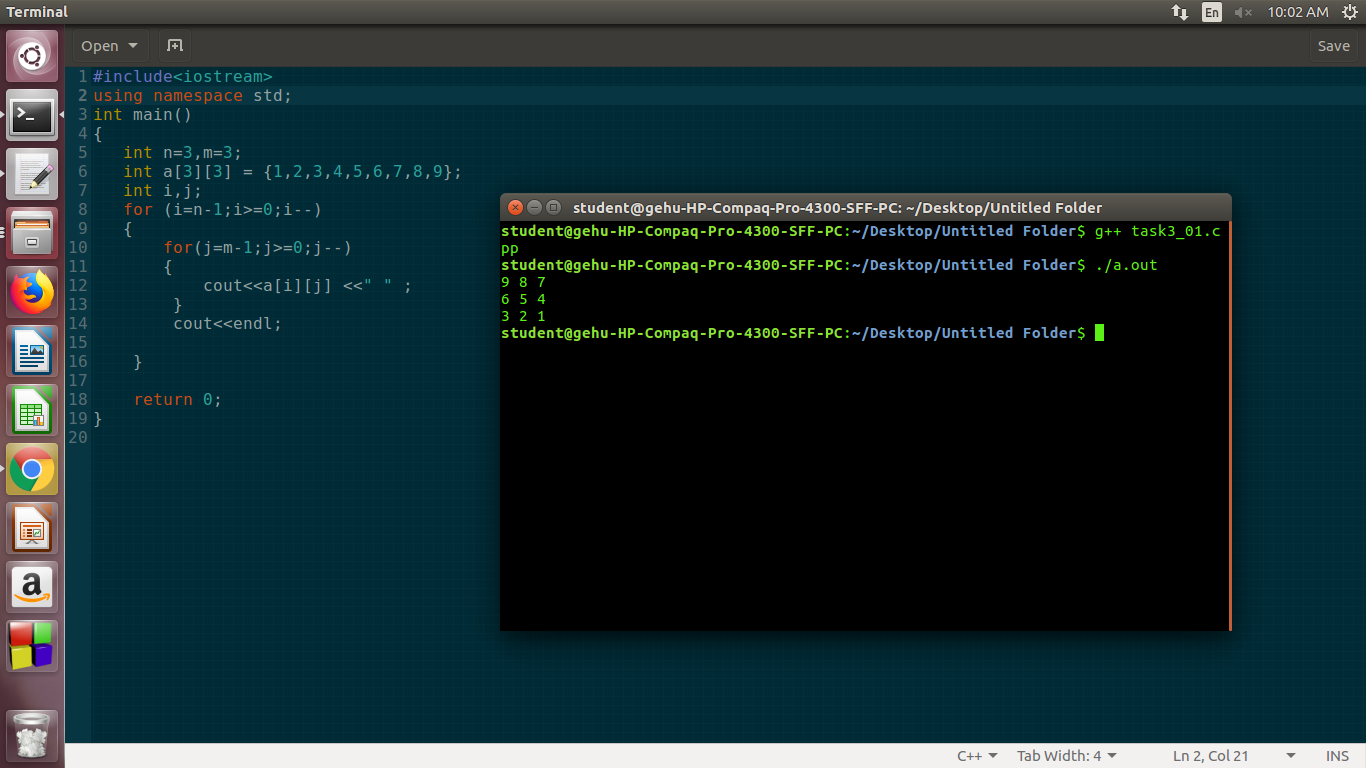 Terminal
En
10:02 AM
Open
Save
1 #include<iostream>
2 using namespace std;
3 int main()
4 {
5    int n=3,m=3;
6    int a[3][3] = {1,2,3,4,5,6,7,8,9};
7    int i,j;
8    for (i=n-1;i>=0;i--)
9    {
10        for(j=m-1;j>=0;j--)
11        {
12            cout<<a[i][j] <<" " ;
13         }
14         cout<<endl;
15
16     }
17
18     return 0;
19 }
20
student@gehu-HP-Compaq-Pro-4300-SFF-PC: ~/Desktop/Untitled Folder
student@gehu-HP-Compaq-Pro-4300-SFF-PC:~/Desktop/Untitled Folder$ g++ task3_01.c
pp
student@gehu-HP-Compaq-Pro-4300-SFF-PC:~/Desktop/Untitled Folder$ ./a.out
9 8 7
6 5 4
3 2 1
student@gehu-HP-Compaq-Pro-4300-SFF-PC:~/Desktop/Untitled Folder$
a
C++
Tab Width: 4
Ln 2, Col 21
INS